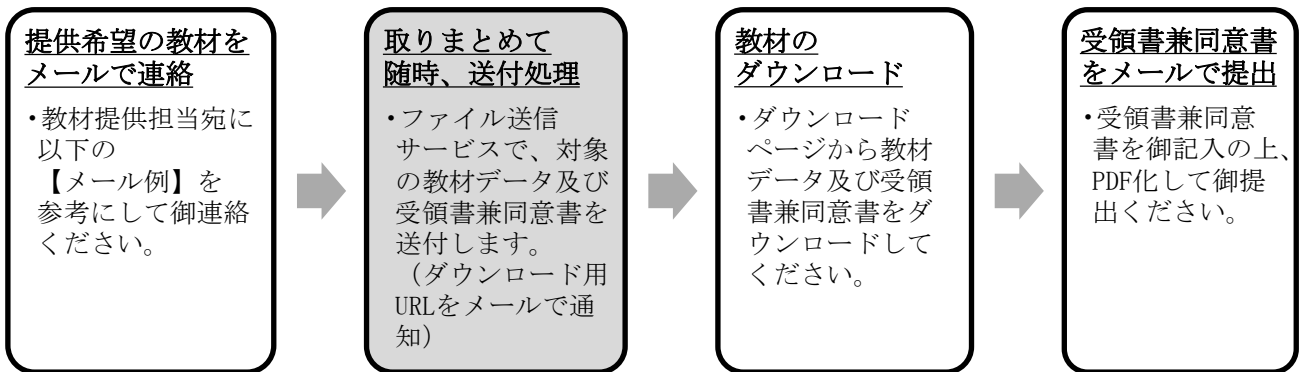 提供希望の教材を
メールで連絡
・教材提供担当宛に
以下の
【メール例】を
参考にして御連絡
ください。
取りまとめて
随時、送付処理
・ファイル送信
サービスで、対象
の教材データ及び
受領書兼同意書を
送付します。
（ダウンロード用
URLをメールで通
知）
教材の
ダウンロード
・ダウンロード
ページから教材
データ及び受領
書兼同意書をダ
ウンロードして
ください。
受領書兼同意書
をメールで提出
・受領書兼同意
書を御記入の上、
PDF化して御提
出ください。